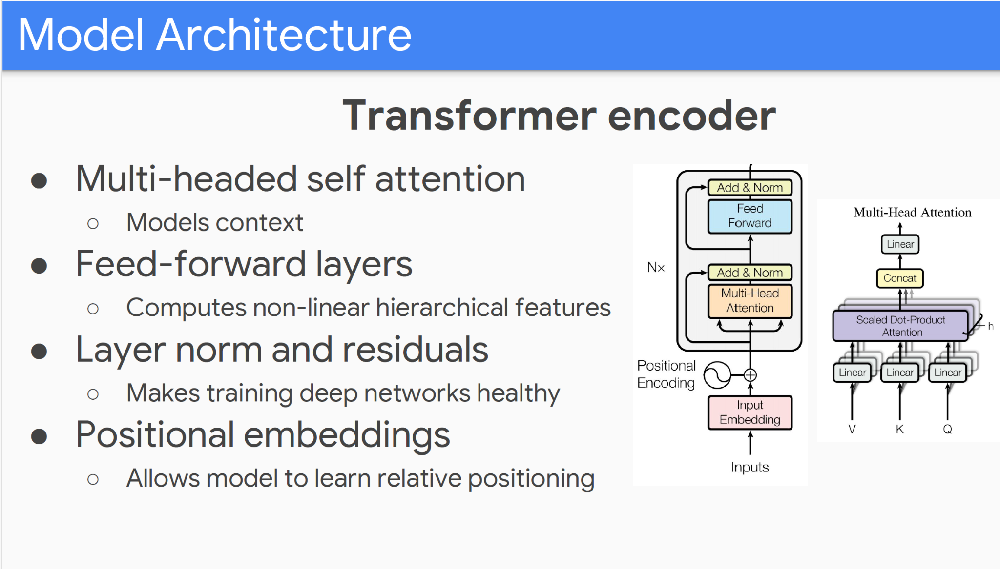 Model Architecture
Transformer encoder
● Multi-headed self attention
○ Models context
● Feed-forward layers
○ Computes non-linear hierarchical features
● Layer norm and residuals
○ Makes training deep networks healthy
● Positional embeddings
○ Allows model to learn relative positioning
Add & Norm
Feed
Forward
Nx
Add & Norm
Multi-Head
Attention
Positional
Encoding
Input
Embedding
Inputs
Multi-Head Attention
Linear
Concat
Scaled Dot-Product
Attention
h
Linear Linear Linear
V K Q